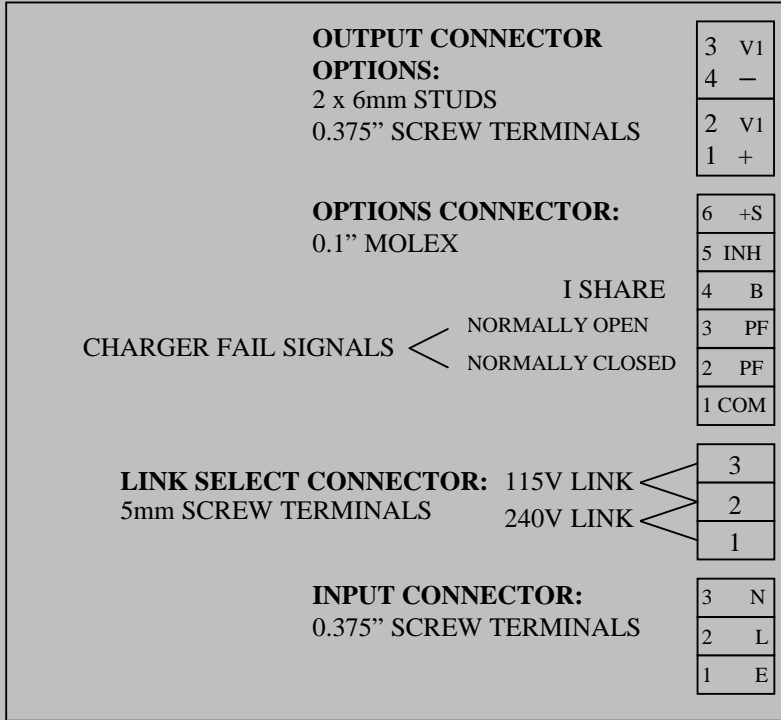 OUTPUT CONNECTOR
OPTIONS:
2 x 6mm STUDS
0.375” SCREW TERMINALS
3 V1
4 –
2 V1
1 +
OPTIONS CONNECTOR:
0.1” MOLEX
6 +S
5 INH
I SHARE 4 B
CHARGER FAIL SIGNALS
NORMALLY OPEN 3 PF
NORMALLY CLOSED 2 PF
1 COM
LINK SELECT CONNECTOR:
5mm SCREW TERMINALS
115V LINK
240V LINK
3
2
1
INPUT CONNECTOR:
0.375” SCREW TERMINALS
3 N
2 L
1 E